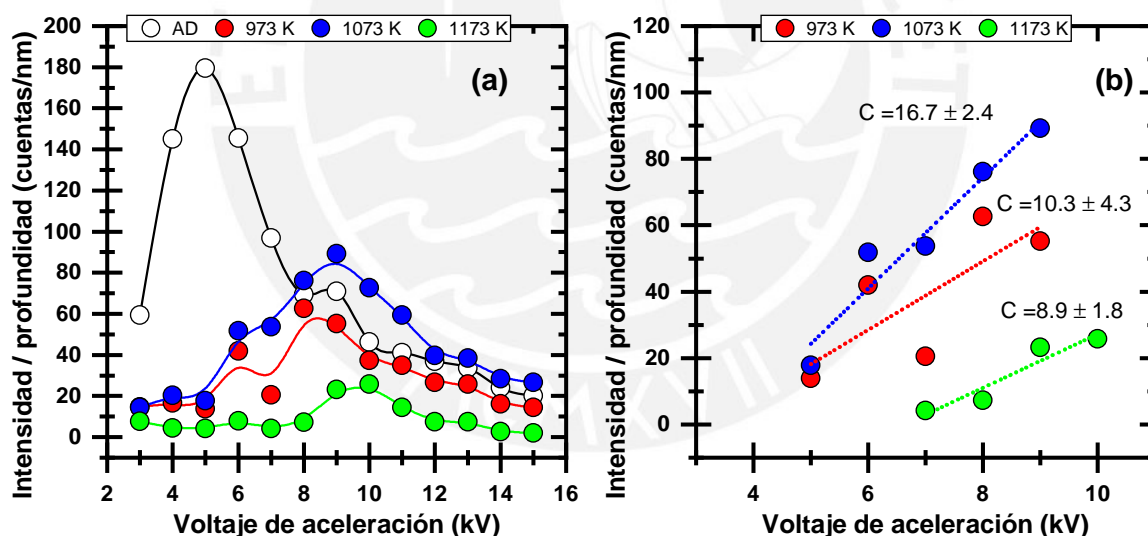 AD 973 K 1073 K 1173 K
(a)
Intensidad / profundidad (cuentas/nm)
200
180
160
140
120
100
80
60
40
20
0
2 4 6 8 10 12 14 16
Voltaje de aceleración (kV)
973 K 1073 K 1173 K
(b)
Intensidad / profundidad (cuentas/nm)
120
100
80
60
40
20
0
C =16.7 ± 2.4
C =10.3 ± 4.3
C =8.9 ± 1.8
4 6 8 10
Voltaje de aceleración (kV)